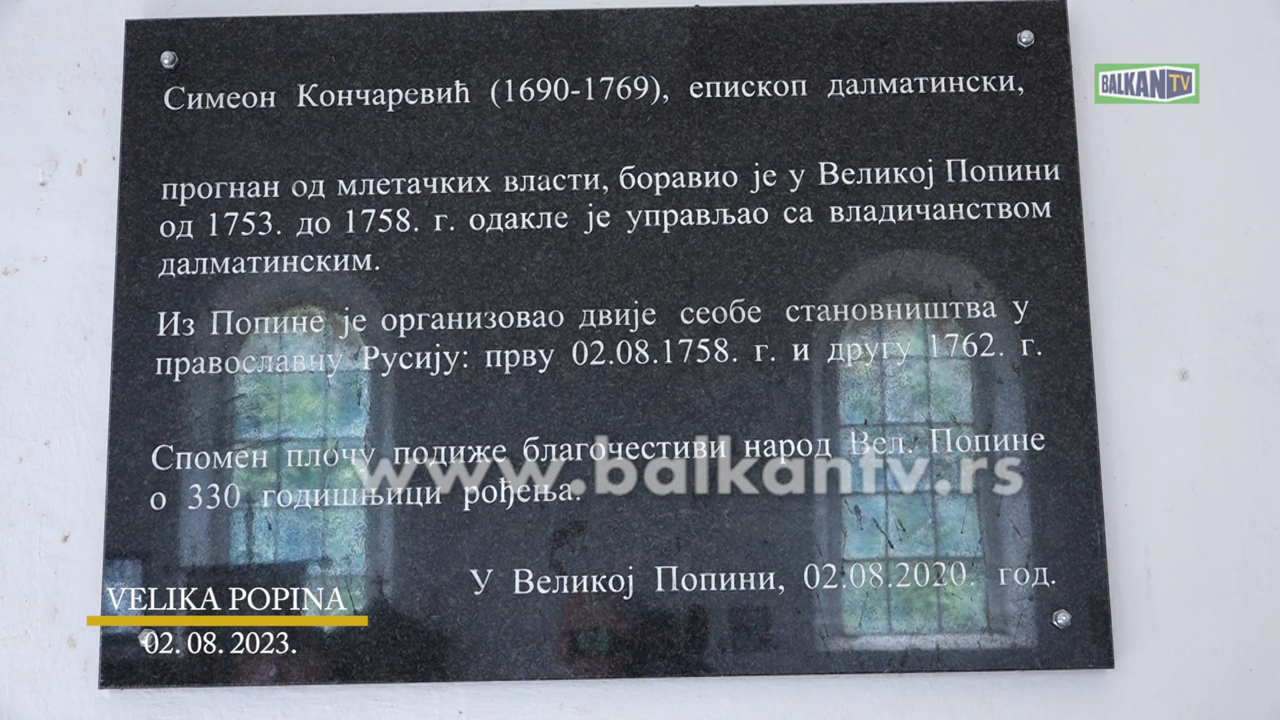 Симеон Кончаревић (1690-1769), епископ далматински,
BALKAN TV
прогнан од млетачких власти, боравио је у Великој Попини
од 1753. до 1758. г. одакле је управљао са владичанством
далматинским.
Из Попине је организовао двије сеобе становништва у
православну Русију: прву 02.08.1758. г. и другу 1762. г.
Спомен плочу подиже благочестиви народ Вел. Попине
www.balkantv.rs
о 330 годишњици рођења.
У Великој Попини, 02.08.2020. год.
VELIKA POPINA
02. 08. 2023.